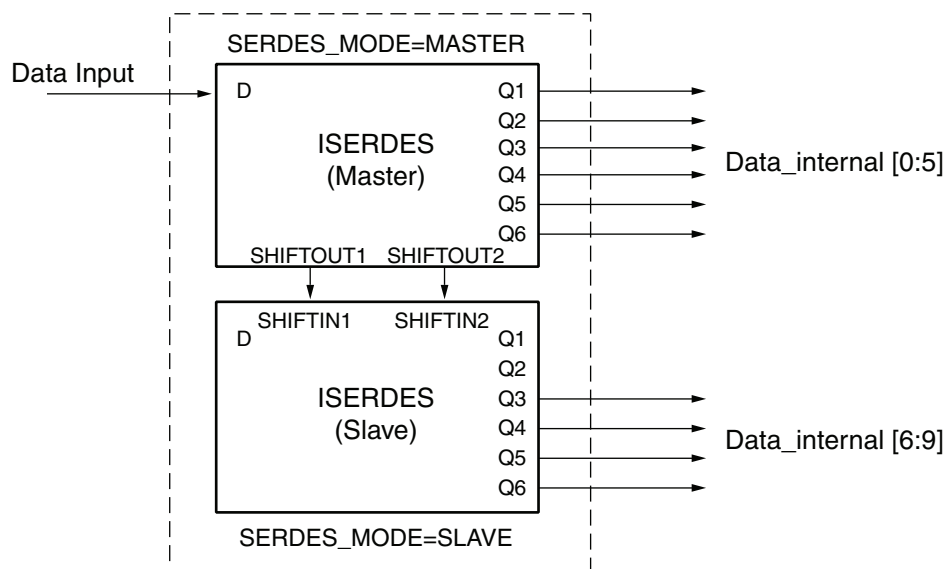 SERDES_MODE=MASTER
Data Input
D
Q1
Q2
ISERDES
(Master)
Q3
Q4
Q5
Q6
Data_internal [0:5]
SHIFTOUT1 SHIFTOUT2
SHIFTIN1 SHIFTIN2
D
Q1
Q2
ISERDES
(Slave)
Q3
Q4
Q5
Q6
Data_internal [6:9]
SERDES_MODE=SLAVE